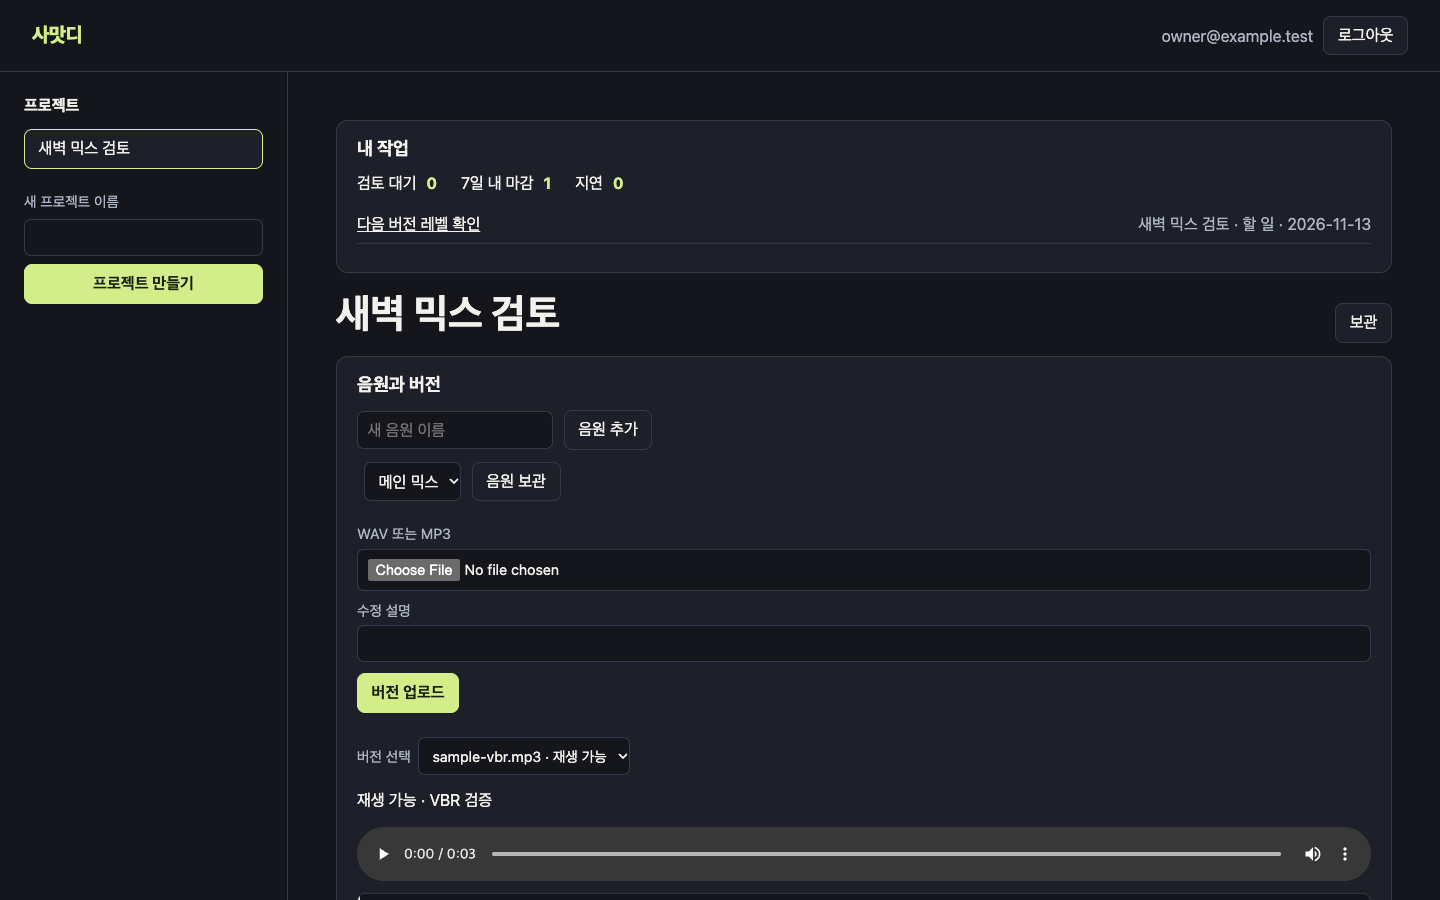 사맛디
owner@example.test
로그아웃
프로젝트
새벽 믹스 검토
새 프로젝트 이름
프로젝트 만들기
내 작업
검토 대기 0 7일 내 마감 1 지연 0
다음 버전 레벨 확인
새벽 믹스 검토 · 할 일 · 2026-11-13
새벽 믹스 검토
보관
음원과 버전
새 음원 이름
음원 추가
메인 믹스
음원 보관
WAV 또는 MP3
Choose File No file chosen
수정 설명
버전 업로드
버전 선택
sample-vbr.mp3 · 재생 가능
재생 가능 · VBR 검증
0:00 / 0:03